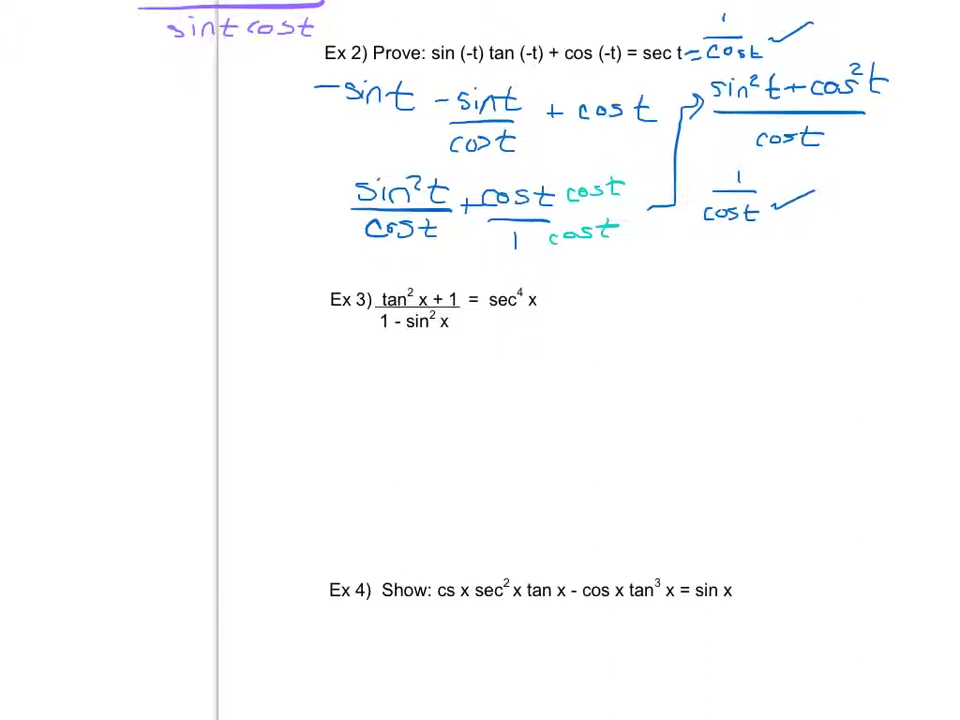 sint cost
Ex 2) Prove: sin (-t) tan (-t) + cos (-t) = sec t = 1/cost ✓
-sint -sint/cost + cost
sin²t/cost + cost/1 cost/cost
sin²t + cos²t/cost
1/cost ✓
Ex 3) tan² x + 1 = sec⁴ x
1 - sin² x
Ex 4) Show: cs x sec² x tan x - cos x tan³ x = sin x